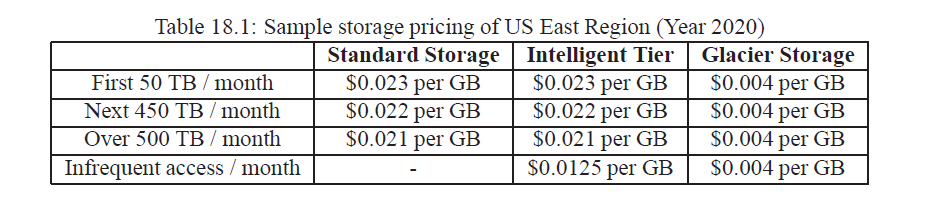 Table 18.1: Sample storage pricing of US East Region (Year 2020)
Standard Storage Intelligent Tier Glacier Storage
First 50 TB / month $0.023 per GB $0.023 per GB $0.004 per GB
Next 450 TB / month $0.022 per GB $0.022 per GB $0.004 per GB
Over 500 TB / month $0.021 per GB $0.021 per GB $0.004 per GB
Infrequent access / month - $0.0125 per GB $0.004 per GB